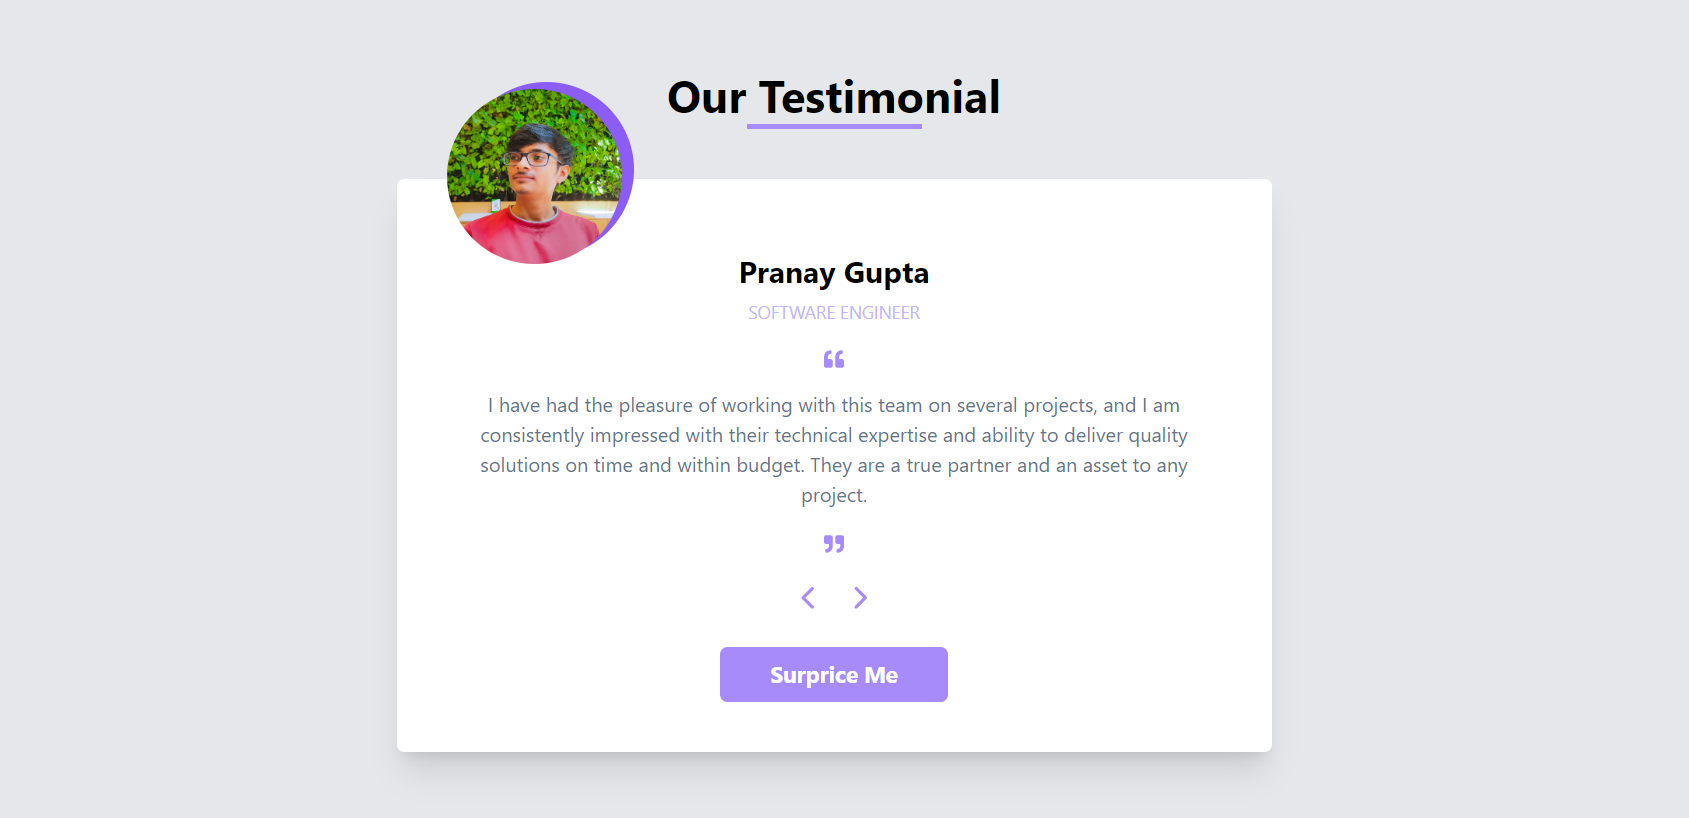 Our Testimonial
Pranay Gupta
SOFTWARE ENGINEER
“
I have had the pleasure of working with this team on several projects, and I am
consistently impressed with their technical expertise and ability to deliver quality
solutions on time and within budget. They are a true partner and an asset to any
project.
”
Surprice Me